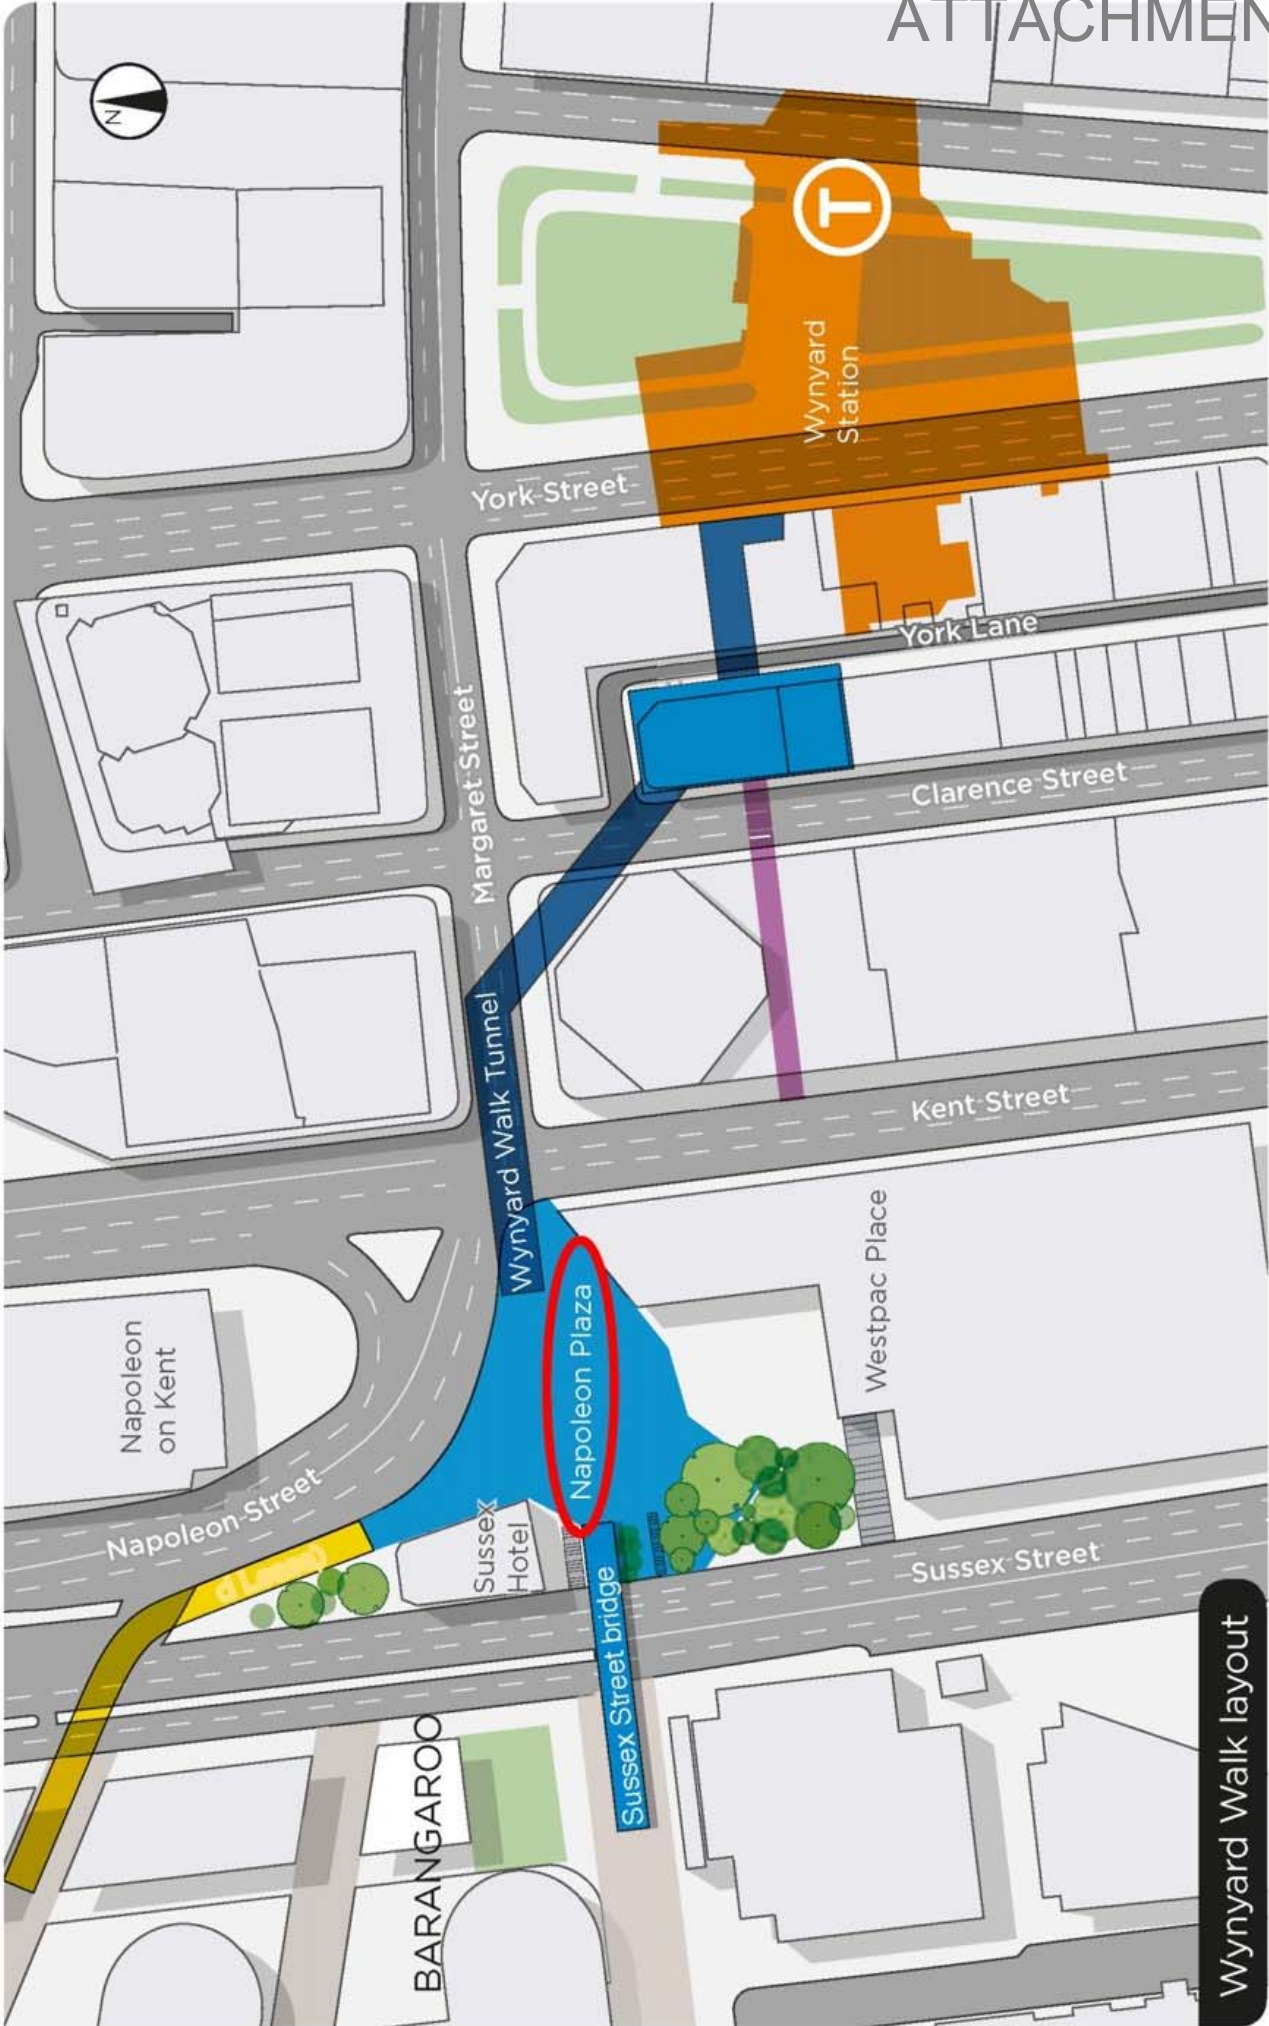 ATTACHMEN
N
T
Wynyard
Station
York Street
York Lane
Margaret Street
Clarence Street
Wynyard Walk Tunnel
Kent Street
Napoleon Plaza
Westpac Place
Napoleon
on Kent
Napoleon Street
Sussex
Hotel
Sussex Street
Sussex Street bridge
BARANGAROO
Wynyard Walk layout